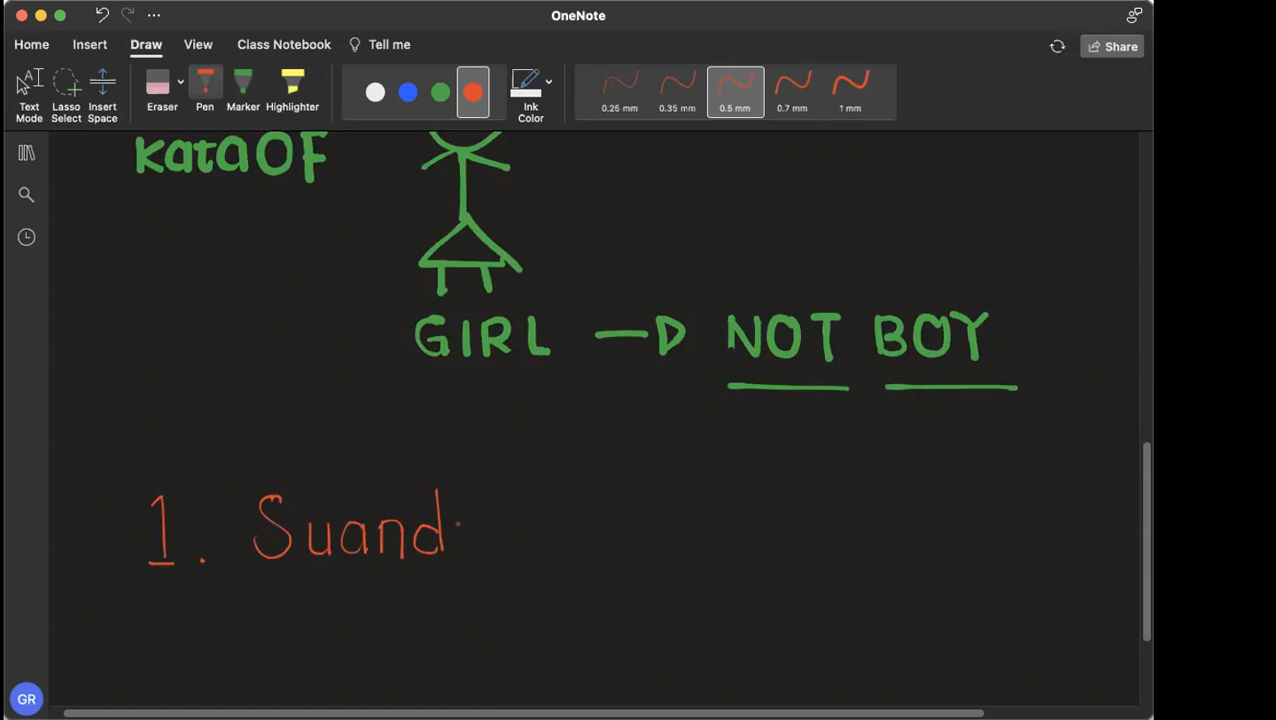 OneNote
Home Insert Draw View Class Notebook Tell me
Share
Text Mode
Lasso Select
Insert Space
Eraser
Pen
Marker
Highlighter
Ink Color
0.25 mm
0.35 mm
0.5 mm
0.7 mm
1 mm
kataOF
GIRL —D NOT BOY
1. Suand
GR